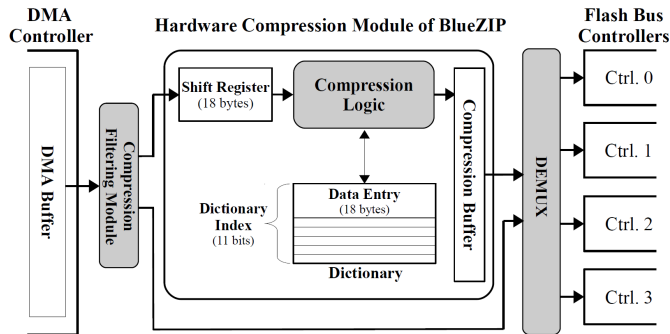 DMA
Controller
Hardware Compression Module of BlueZIP
Flash Bus
Controllers
DMA Buffer
Compression
Filtering Module
Shift Register
(18 bytes)
Compression
Logic
Compression Buffer
Dictionary
Index
(11 bits)
Data Entry
(18 bytes)
Dictionary
DEMUX
Ctrl. 0
Ctrl. 1
Ctrl. 2
Ctrl. 3